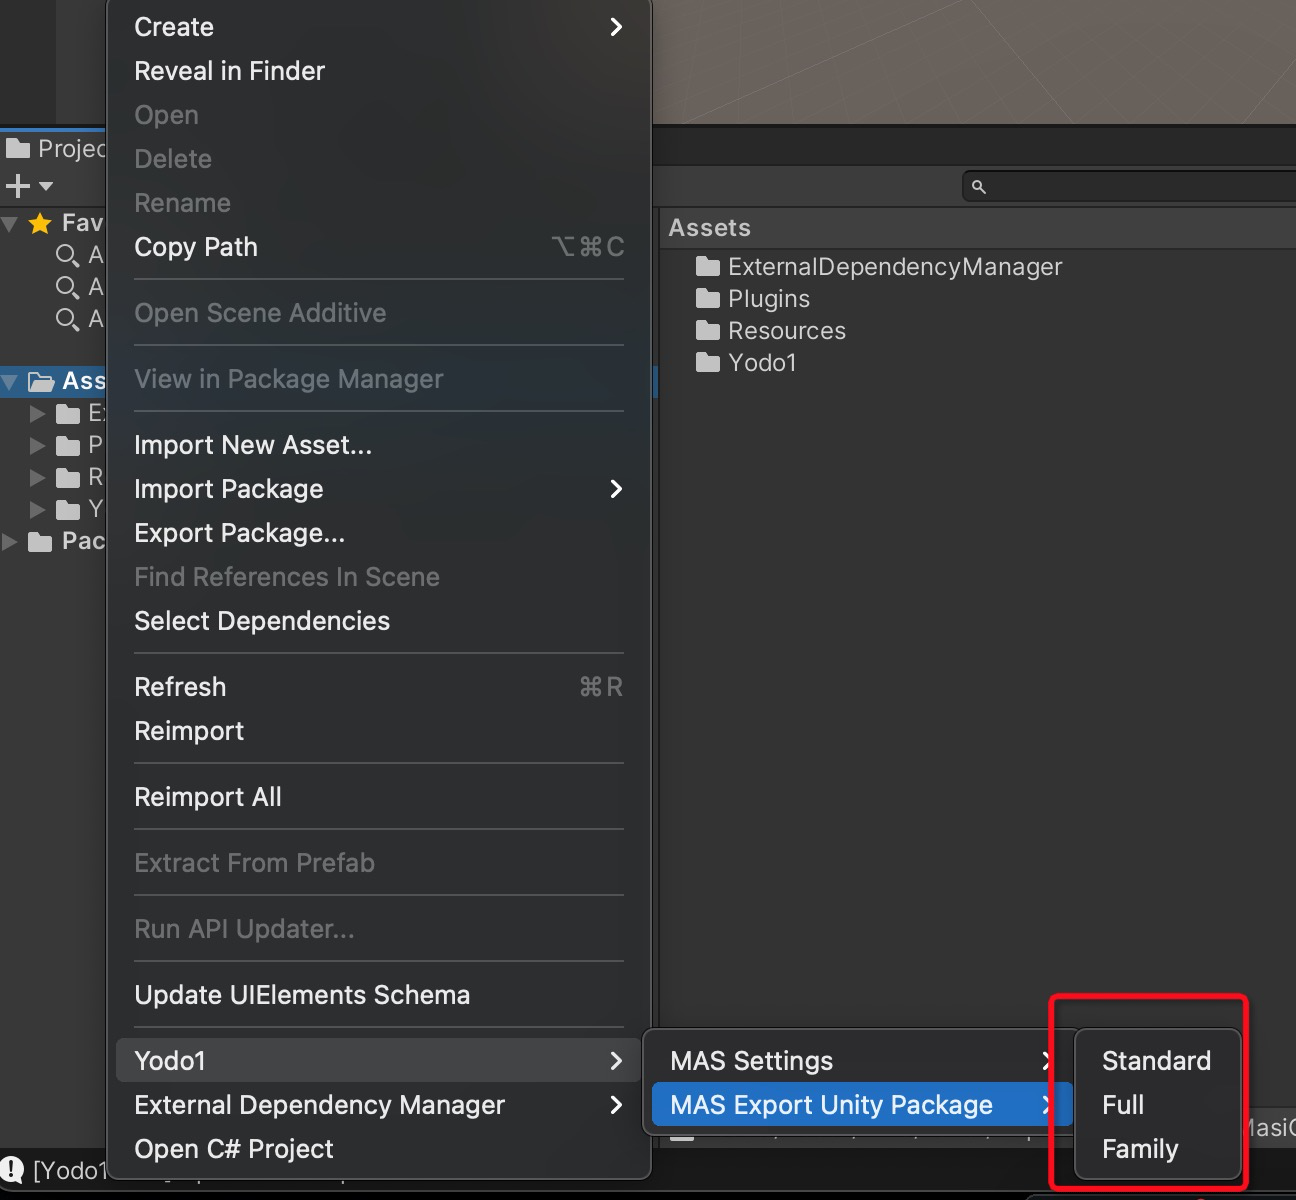 Create
Reveal in Finder
Open
Delete
Rename
Copy Path ⌥⌘C
Open Scene Additive
View in Package Manager
Import New Asset...
Import Package
Export Package...
Find References In Scene
Select Dependencies
Refresh ⌘R
Reimport
Reimport All
Extract From Prefab
Run API Updater...
Update UIElements Schema
Yodo1
External Dependency Manager
Open C# Project
MAS Settings
MAS Export Unity Package
Standard
Full
Family
Projec
Fav
A
A
A
Ass
E
P
R
Y
Pac
Assets
ExternalDependencyManager
Plugins
Resources
Yodo1
[Yodo1